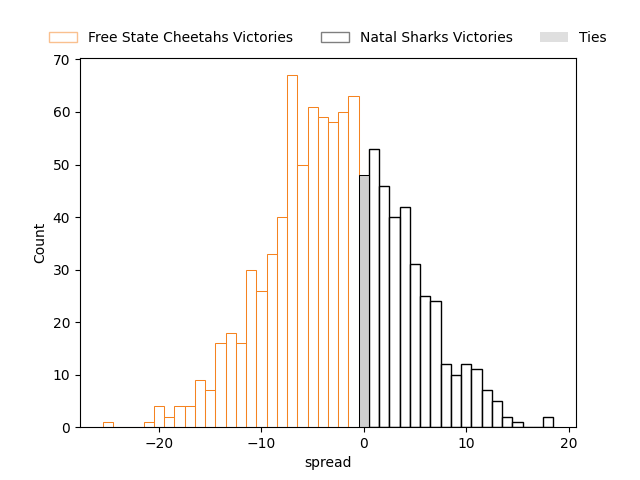 Free State Cheetahs Victories Natal Sharks Victories Ties
70
60
50
40
30
20
10
0
Count
−20 −10 0 10 20
spread